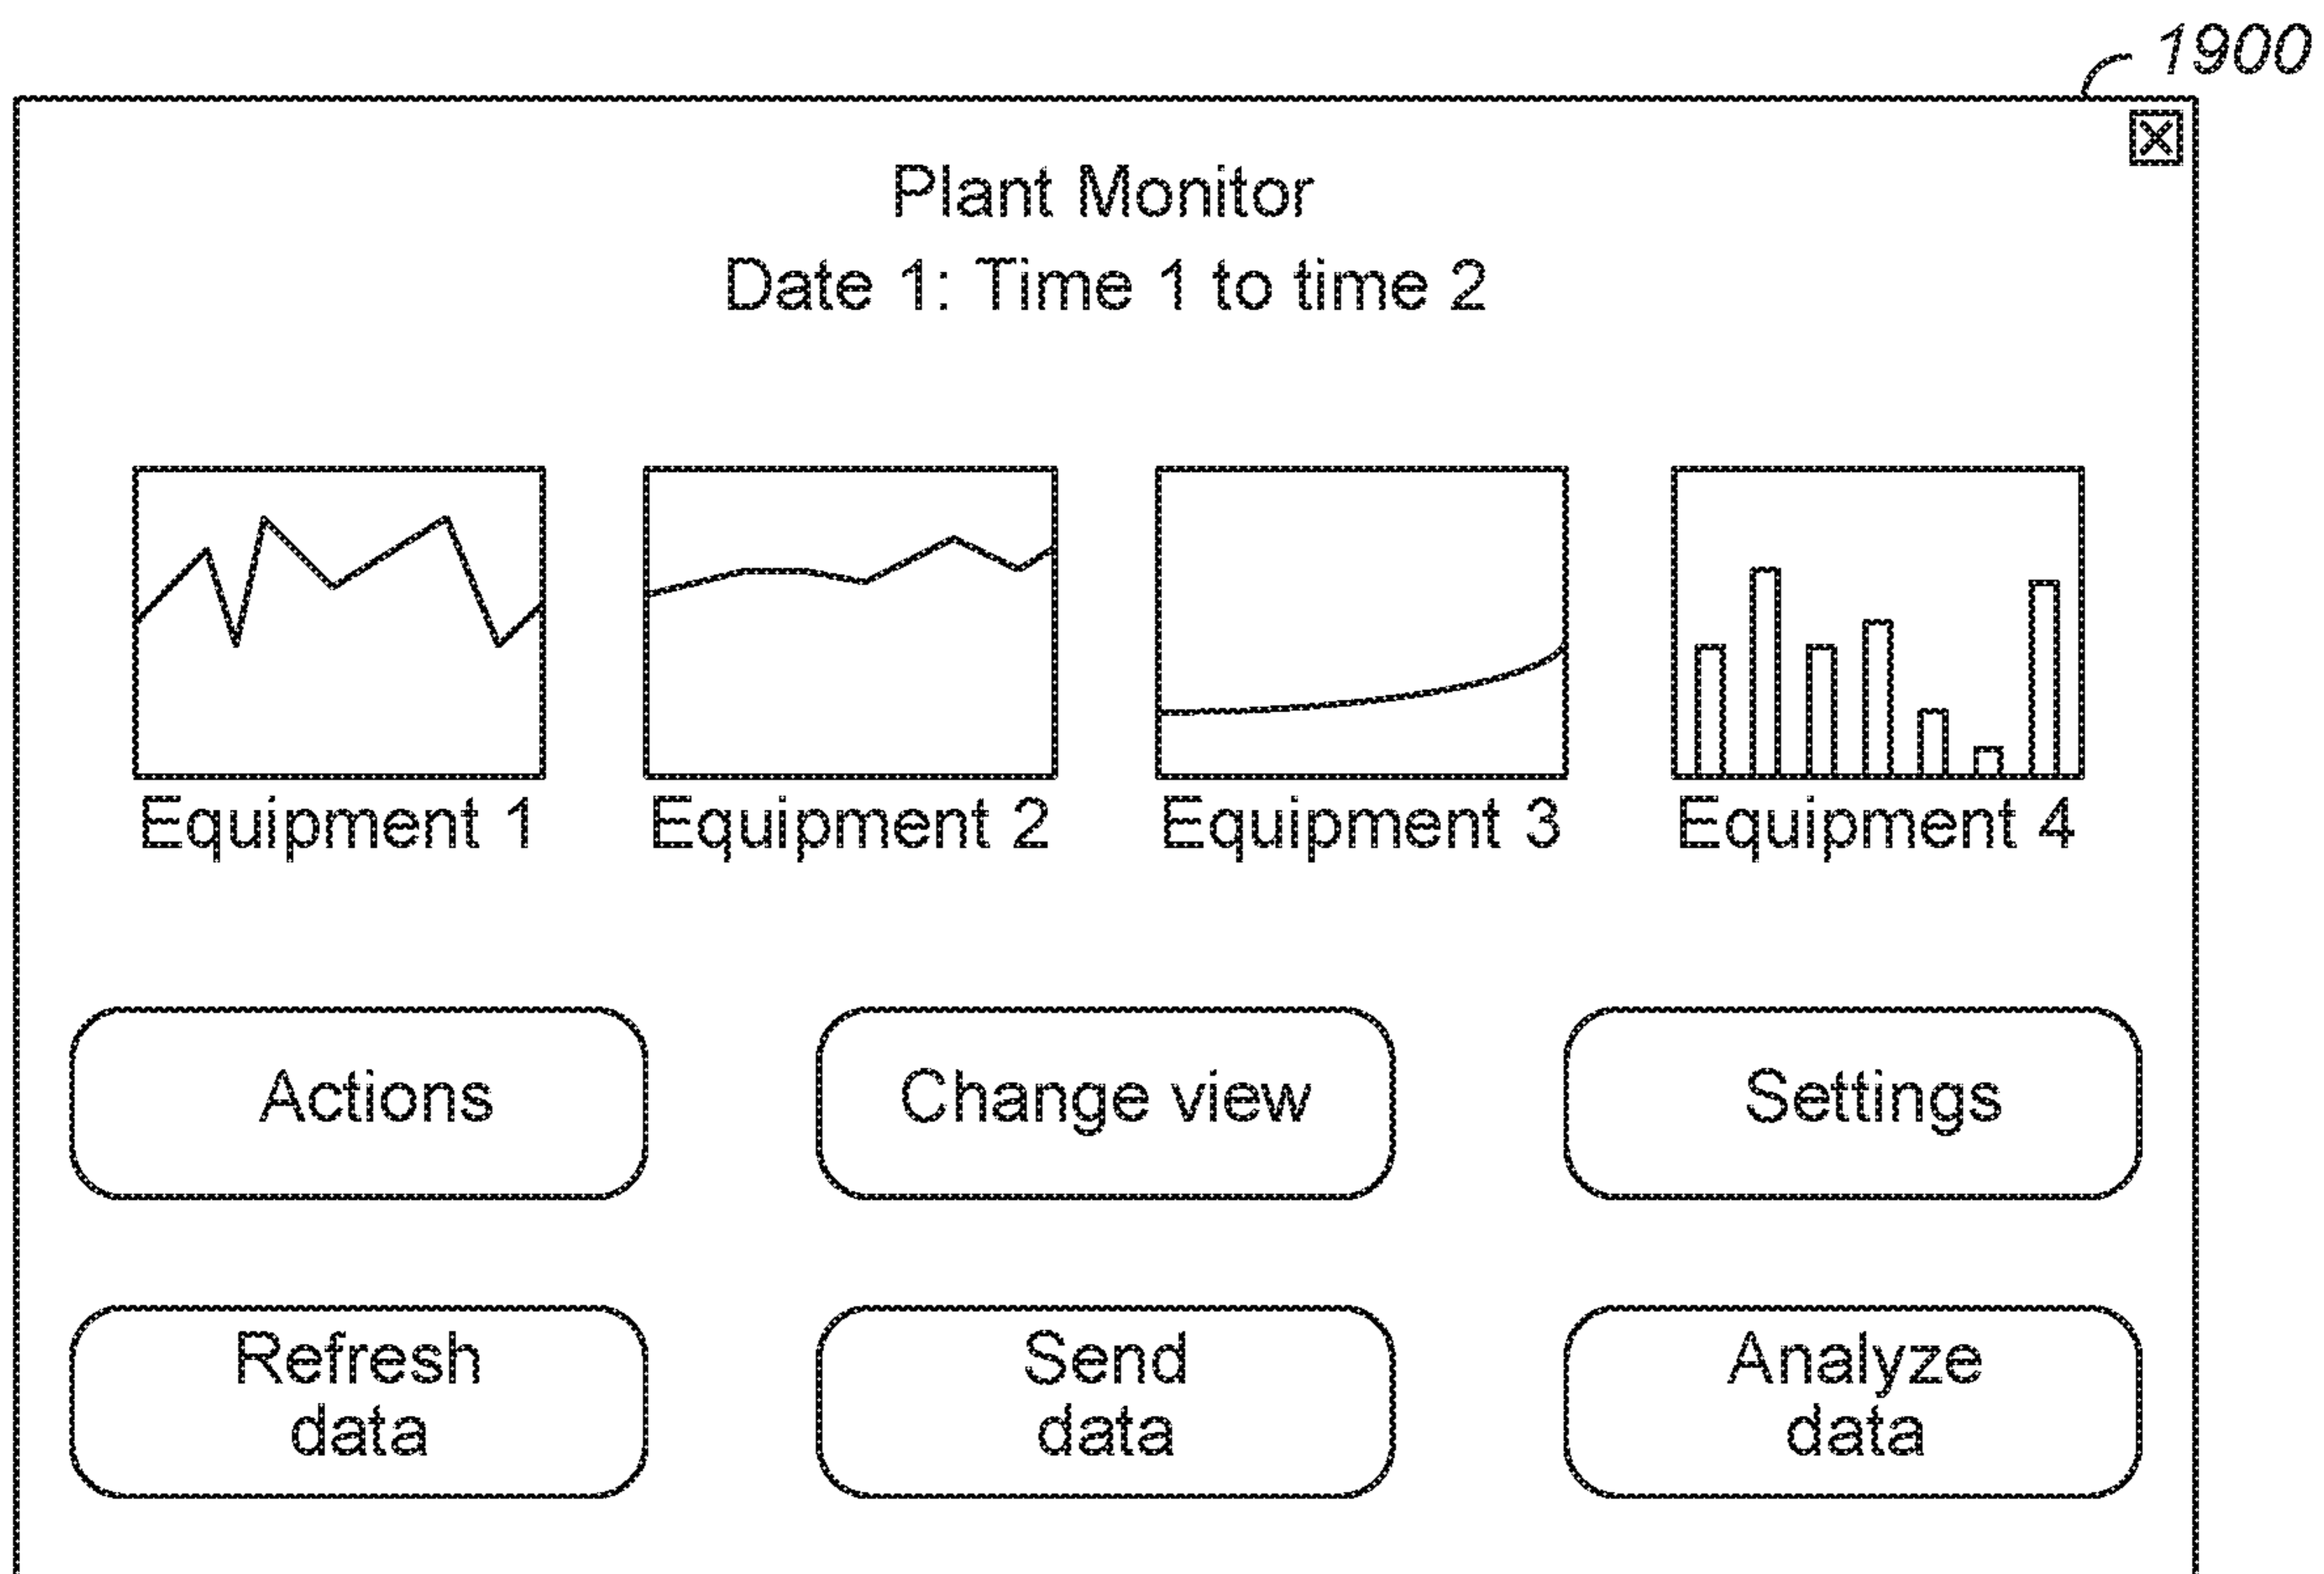 1900
Plant Monitor
Date 1: Time 1 to time 2
Equipment 1
Equipment 2
Equipment 3
Equipment 4
Actions
Change view
Settings
Refresh
data
Send
data
Analyze
data